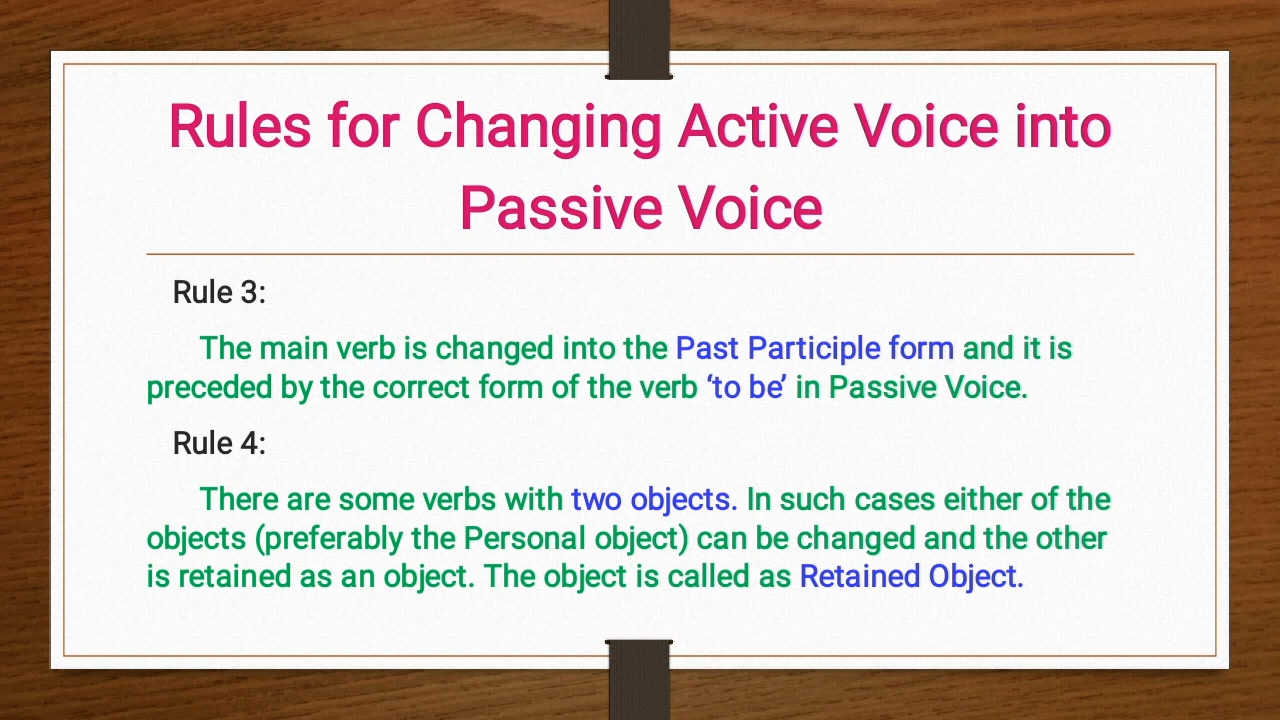 Rules for Changing Active Voice into
Passive Voice
Rule 3:
The main verb is changed into the Past Participle form and it is
preceded by the correct form of the verb ‘to be’ in Passive Voice.
Rule 4:
There are some verbs with two objects. In such cases either of the
objects (preferably the Personal object) can be changed and the other
is retained as an object. The object is called as Retained Object.